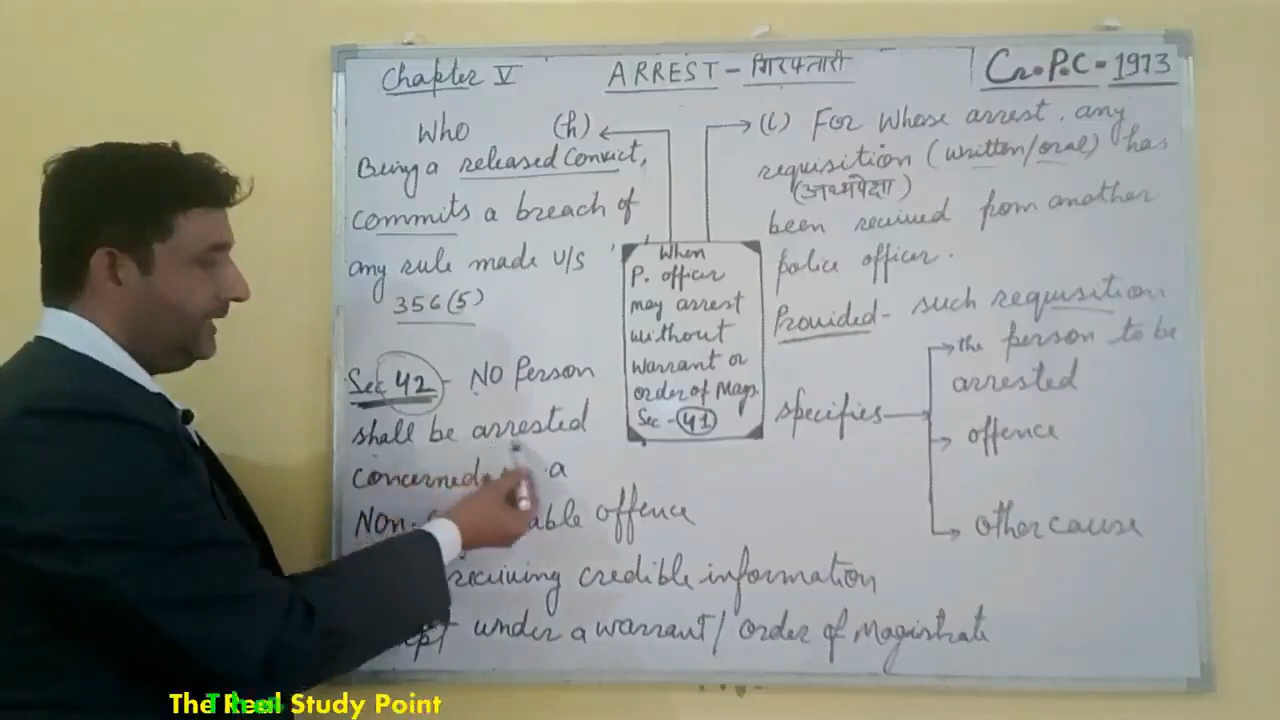 Chapter V
ARREST - गिरफ्तारी
Cr.P.C - 1973
Who (h)
Being a released convict,
commits a breach of
any rule made u/s
356(5)
(i) For whose arrest, any
requisition (written/oral) has
(अध्यपेक्षा)
been received from another
police officer.
Provided - such requisition
specifies
the person to be
arrested
offence
other cause
When
P. officer
may arrest
without
warrant or
order of Mag.
Sec - 41
Sec 42 - NO Person
shall be arrested
concerned a
Non- able offence
receiving credible information
under a warrant/ order of Magistrate
The Real Study Point